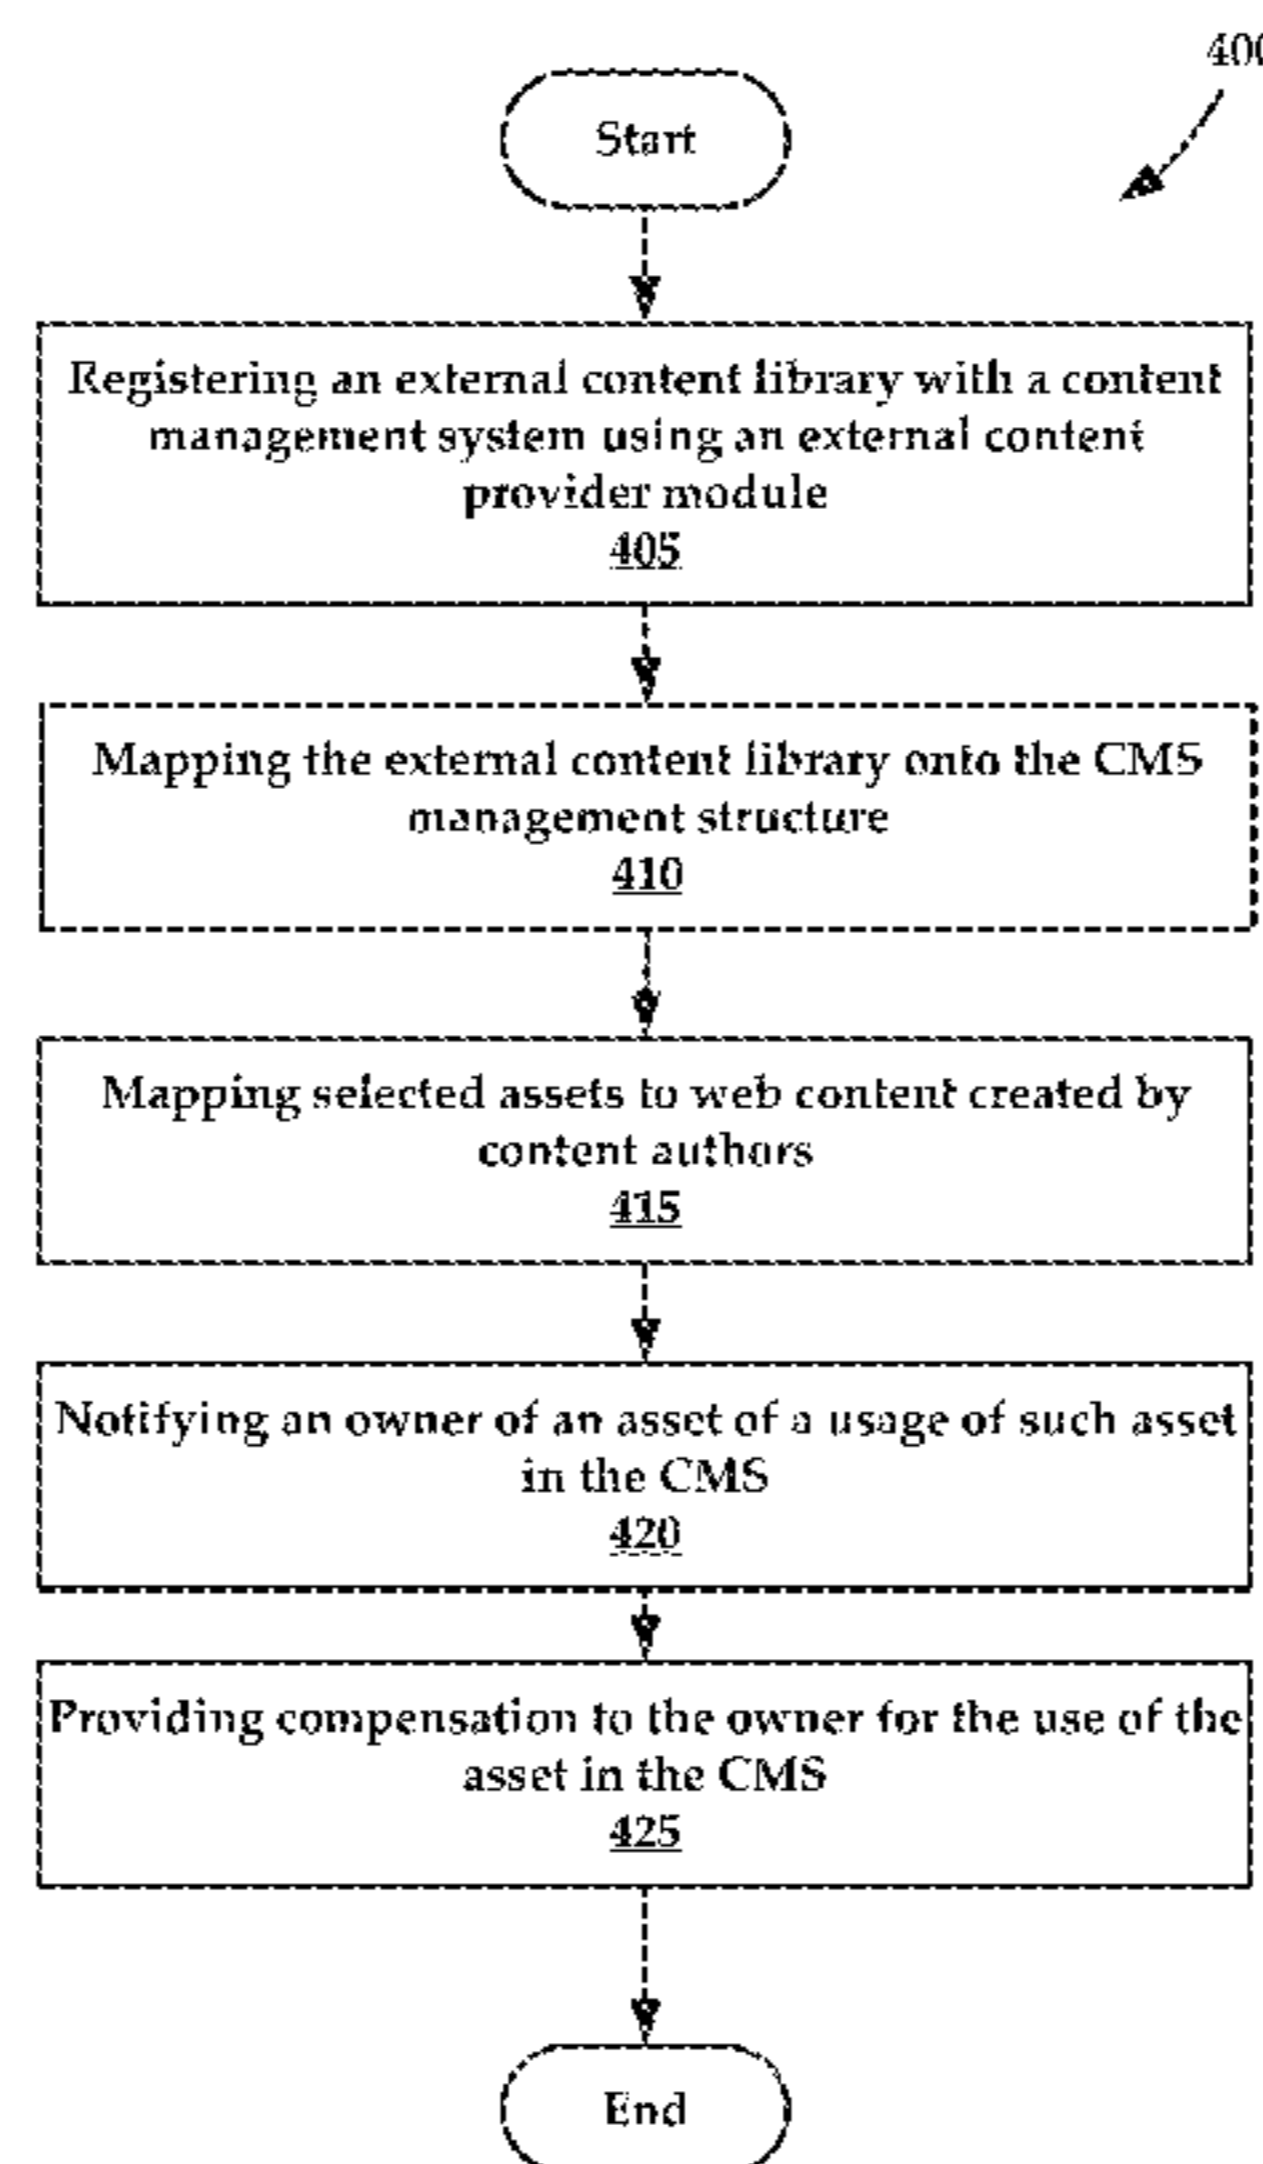 400
Start
Registering an external content library with a content
management system using an external content
provider module
405
Mapping the external content library onto the CMS
management structure
410
Mapping selected assets to web content created by
content authors
415
Notifying an owner of an asset of a usage of such asset
in the CMS
420
Providing compensation to the owner for the use of the
asset in the CMS
425
End